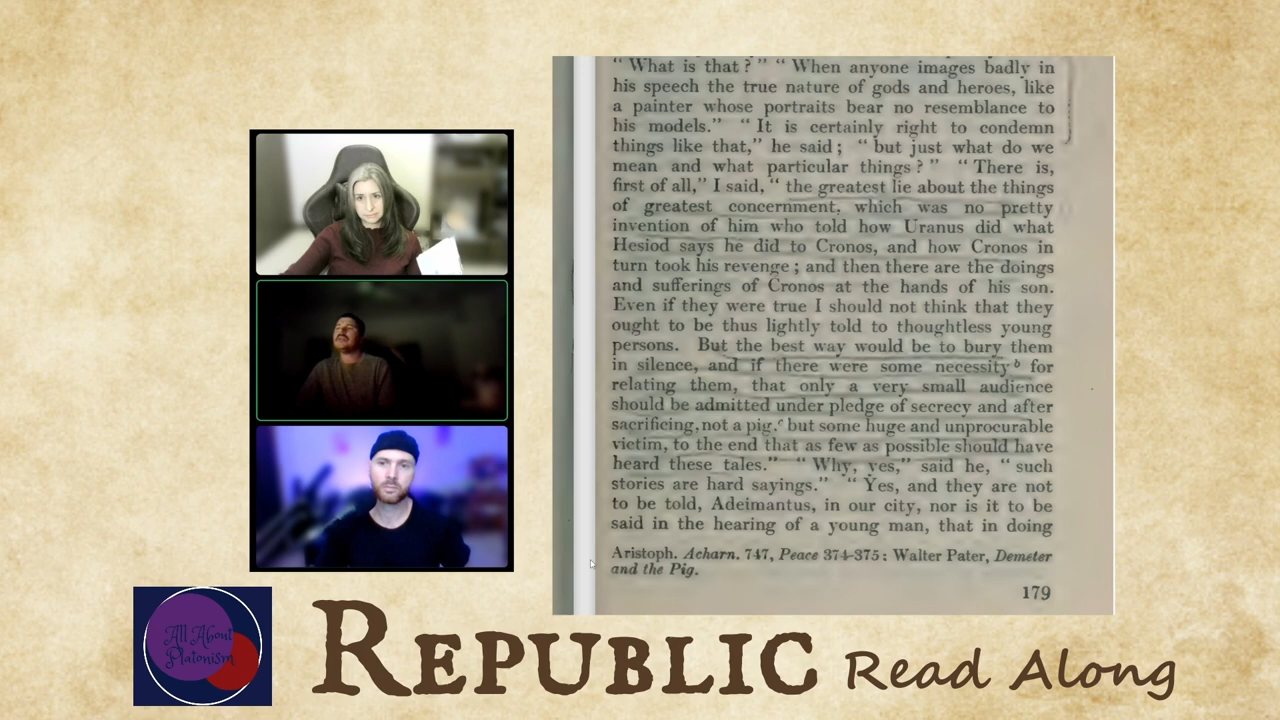 “ What is that ? ” “ When anyone images badly in
his speech the true nature of gods and heroes, like
a painter whose portraits bear no resemblance to
his models.” “ It is certainly right to condemn
things like that,” he said ; “ but just what do we
mean and what particular things ? ” “ There is,
first of all,” I said, “ the greatest lie about the things
of greatest concernment, which was no pretty
invention of him who told how Uranus did what
Hesiod says he did to Cronos, and how Cronos in
turn took his revenge ; and then there are the doings
and sufferings of Cronos at the hands of his son.
Even if they were true I should not think that they
ought to be thus lightly told to thoughtless young
persons. But the best way would be to bury them
in silence, and if there were some necessity ᵇ for
relating them, that only a very small audience
should be admitted under pledge of secrecy and after
sacrificing, not a pig,ᶜ but some huge and unprocurable
victim, to the end that as few as possible should have
heard these tales.” “ Why, yes,” said he, “ such
stories are hard sayings.” “ Yes, and they are not
to be told, Adeimantus, in our city, nor is it to be
said in the hearing of a young man, that in doing
Aristoph. Acharn. 747, Peace 374-375 ; Walter Pater, Demeter
and the Pig.
179
All About
Platonism
REPUBLIC Read Along